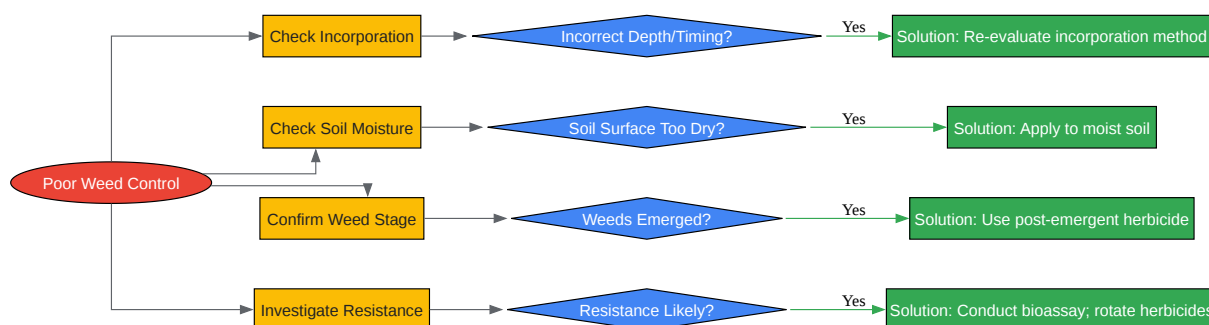 Check Incorporation
Incorrect Depth/Timing?
Yes
Solution: Re-evaluate incorporation method
Check Soil Moisture
Soil Surface Too Dry?
Yes
Solution: Apply to moist soil
Poor Weed Control
Confirm Weed Stage
Weeds Emerged?
Yes
Solution: Use post-emergent herbicide
Investigate Resistance
Resistance Likely?
Yes
Solution: Conduct bioassay; rotate herbicides